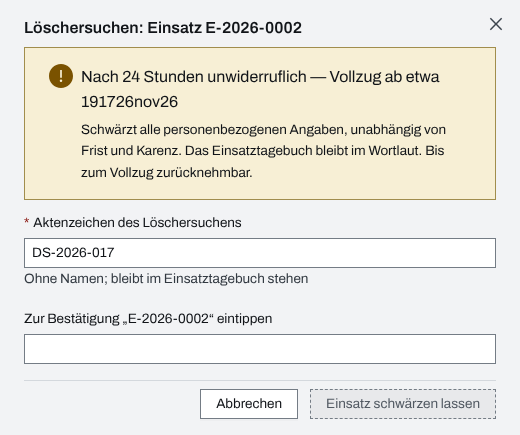 Löschersuchen: Einsatz E-2026-0002
!
Nach 24 Stunden unwiderruflich — Vollzug ab etwa
191726nov26
Schwärzt alle personenbezogenen Angaben, unabhängig von
Frist und Karenz. Das Einsatztagebuch bleibt im Wortlaut. Bis
zum Vollzug zurücknehmbar.
* Aktenzeichen des Löschersuchens
DS-2026-017
Ohne Namen; bleibt im Einsatztagebuch stehen
Zur Bestätigung „E-2026-0002“ eintippen
Abbrechen
Einsatz schwärzen lassen